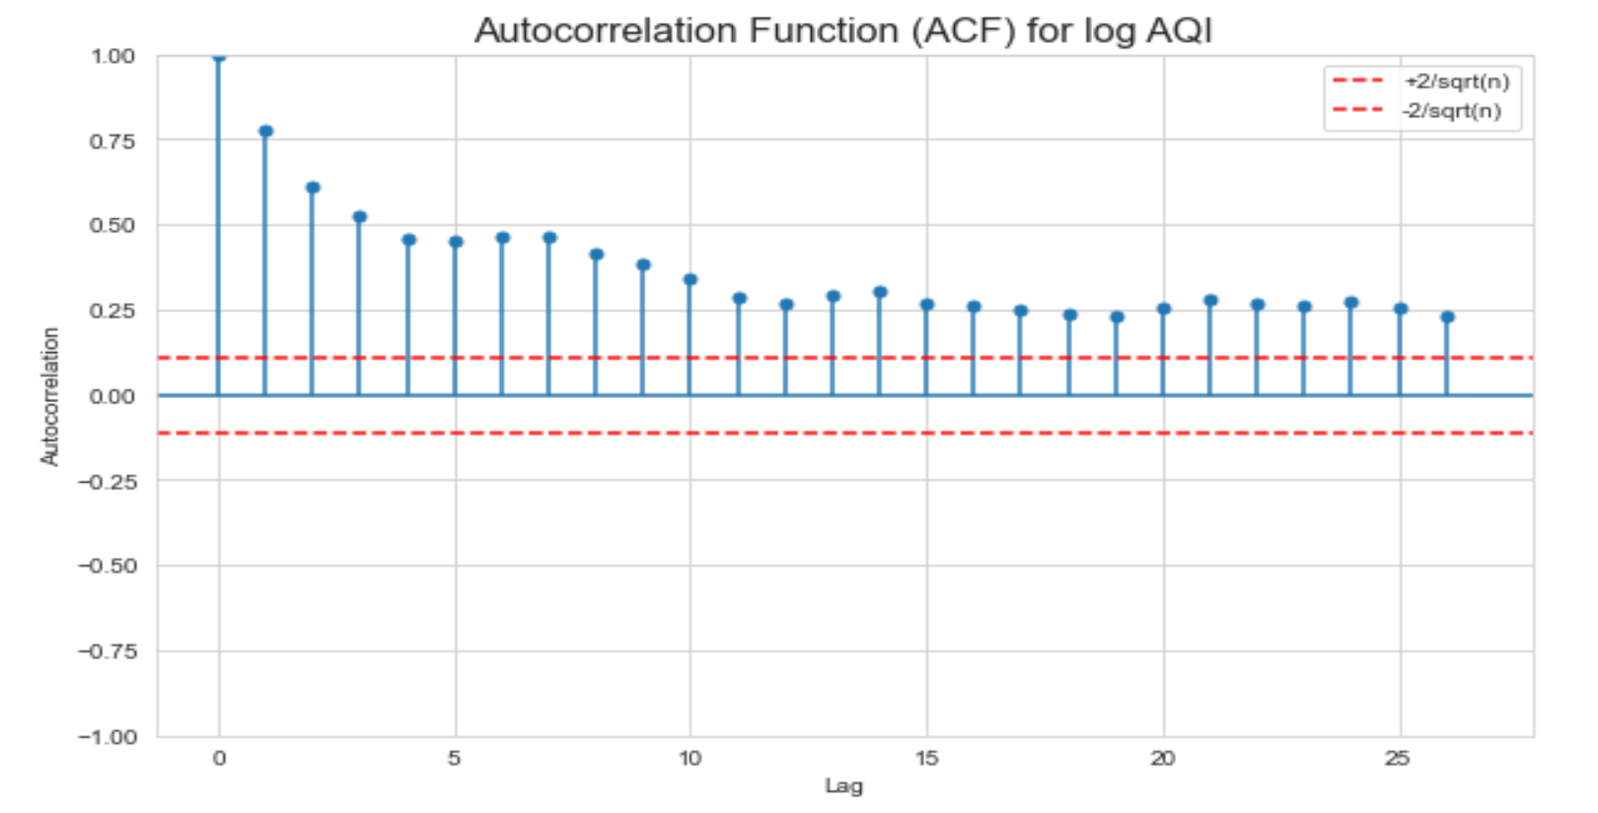 Autocorrelation Function (ACF) for log AQI
1.00
0.75
0.50
0.25
0.00
−0.25
−0.50
−0.75
−1.00
Autocorrelation
+2/sqrt(n)
-2/sqrt(n)
0 5 10 15 20 25
Lag